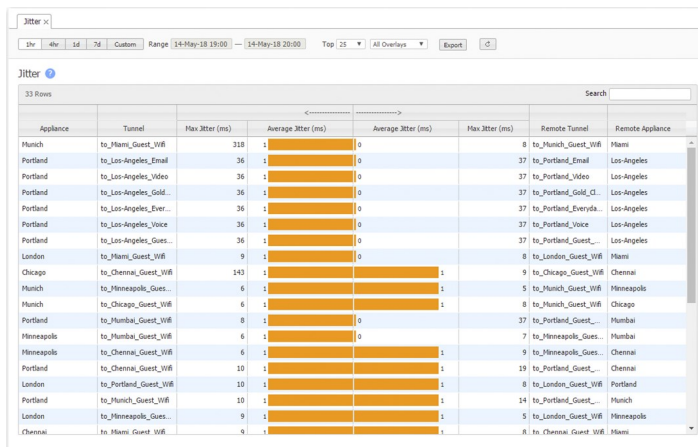 Jitter ×
1hr 4hr 1d 7d Custom Range 14-May-18 19:00 — 14-May-18 20:00 Top 25 ▼ All Overlays ▼ Export
Jitter ?
33 Rows Search
<--------------- --------------->
Appliance Tunnel Max Jitter (ms) Average Jitter (ms) Average Jitter (ms) Max Jitter (ms) Remote Tunnel Remote Appliance
Munich to_Miami_Guest_Wifi 318 1 0 8 to_Munich_Guest_Wifi Miami
Portland to_Los-Angeles_Email 36 1 0 37 to_Portland_Email Los-Angeles
Portland to_Los-Angeles_Video 36 1 0 37 to_Portland_Video Los-Angeles
Portland to_Los-Angeles_Gold... 36 1 0 37 to_Portland_Gold_Cl... Los-Angeles
Portland to_Los-Angeles_Ever... 36 1 0 37 to_Portland_Everyda... Los-Angeles
Portland to_Los-Angeles_Voice 36 1 0 37 to_Portland_Voice Los-Angeles
Portland to_Los-Angeles_Gues... 36 1 0 37 to_Portland_Guest_... Los-Angeles
London to_Miami_Guest_Wifi 9 1 0 8 to_London_Guest_Wifi Miami
Chicago to_Chennai_Guest_Wifi 143 1 1 9 to_Chicago_Guest_Wifi Chennai
Munich to_Minneapolis_Gues... 6 1 1 5 to_Munich_Guest_Wifi Minneapolis
Munich to_Chicago_Guest_Wifi 6 1 1 8 to_Munich_Guest_Wifi Chicago
Portland to_Mumbai_Guest_Wifi 8 1 0 37 to_Portland_Guest_... Mumbai
Minneapolis to_Mumbai_Guest_Wifi 6 1 0 7 to_Minneapolis_Gues... Mumbai
Minneapolis to_Chennai_Guest_Wifi 6 1 1 9 to_Minneapolis_Gues... Chennai
Portland to_Chennai_Guest_Wifi 10 1 1 19 to_Portland_Guest_... Chennai
London to_Portland_Guest_Wifi 10 1 1 8 to_London_Guest_Wifi Portland
Portland to_Munich_Guest_Wifi 10 1 1 14 to_Portland_Guest_... Munich
London to_Minneapolis_Gues... 9 1 1 5 to_London_Guest_Wifi Minneapolis
Chennai to_Miami_Guest_Wifi 9 1 1 8 to_Chennai_Guest_Wifi Miami